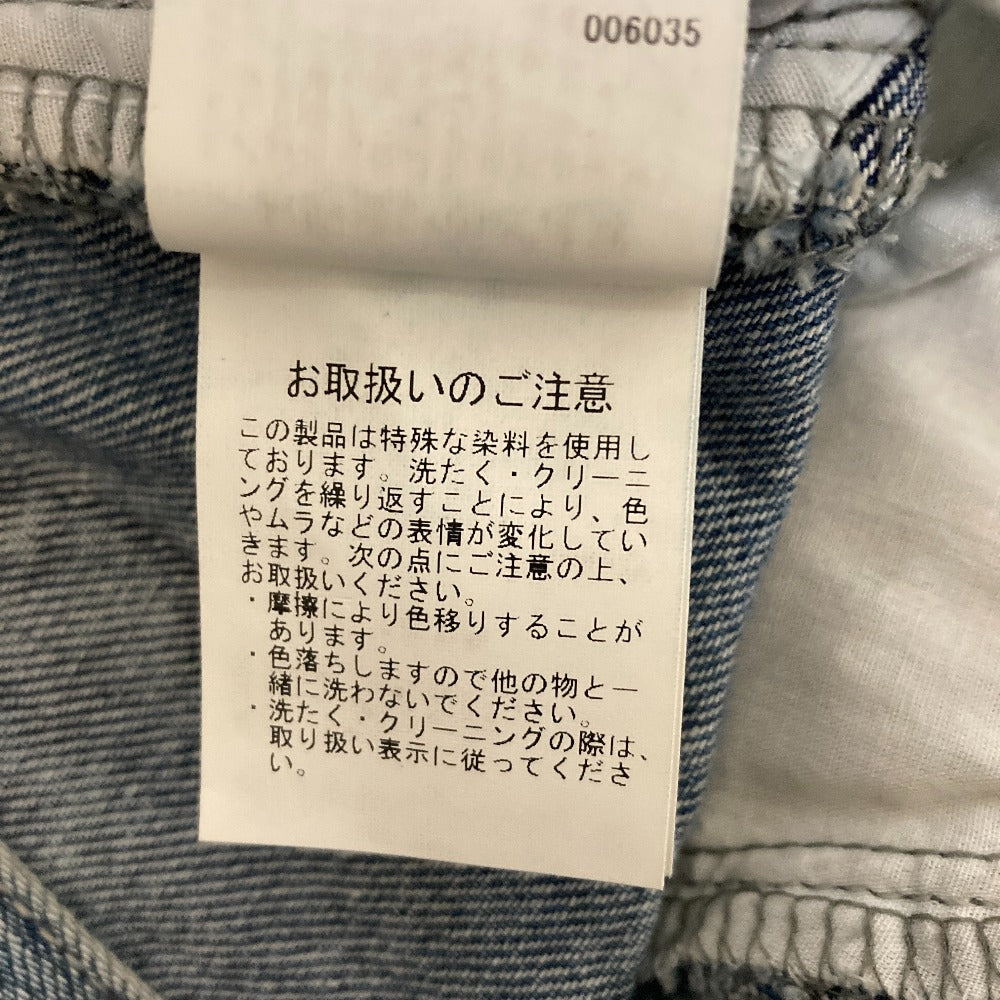 006035
お取扱いのご注意
この製品は特殊な染料を使用し
ております。洗たく・クリーニ
ングを繰り返すことにより、色
やムラなどの表情が変化してい
きます。次の点にご注意の上、
お取扱いください。
・摩擦により色移りすることが
あります。
・色落ちしますので他の物と一
緒に洗わないでください。
・洗たく・クリーニングの際は、
取り扱い表示に従ってくださ
い。